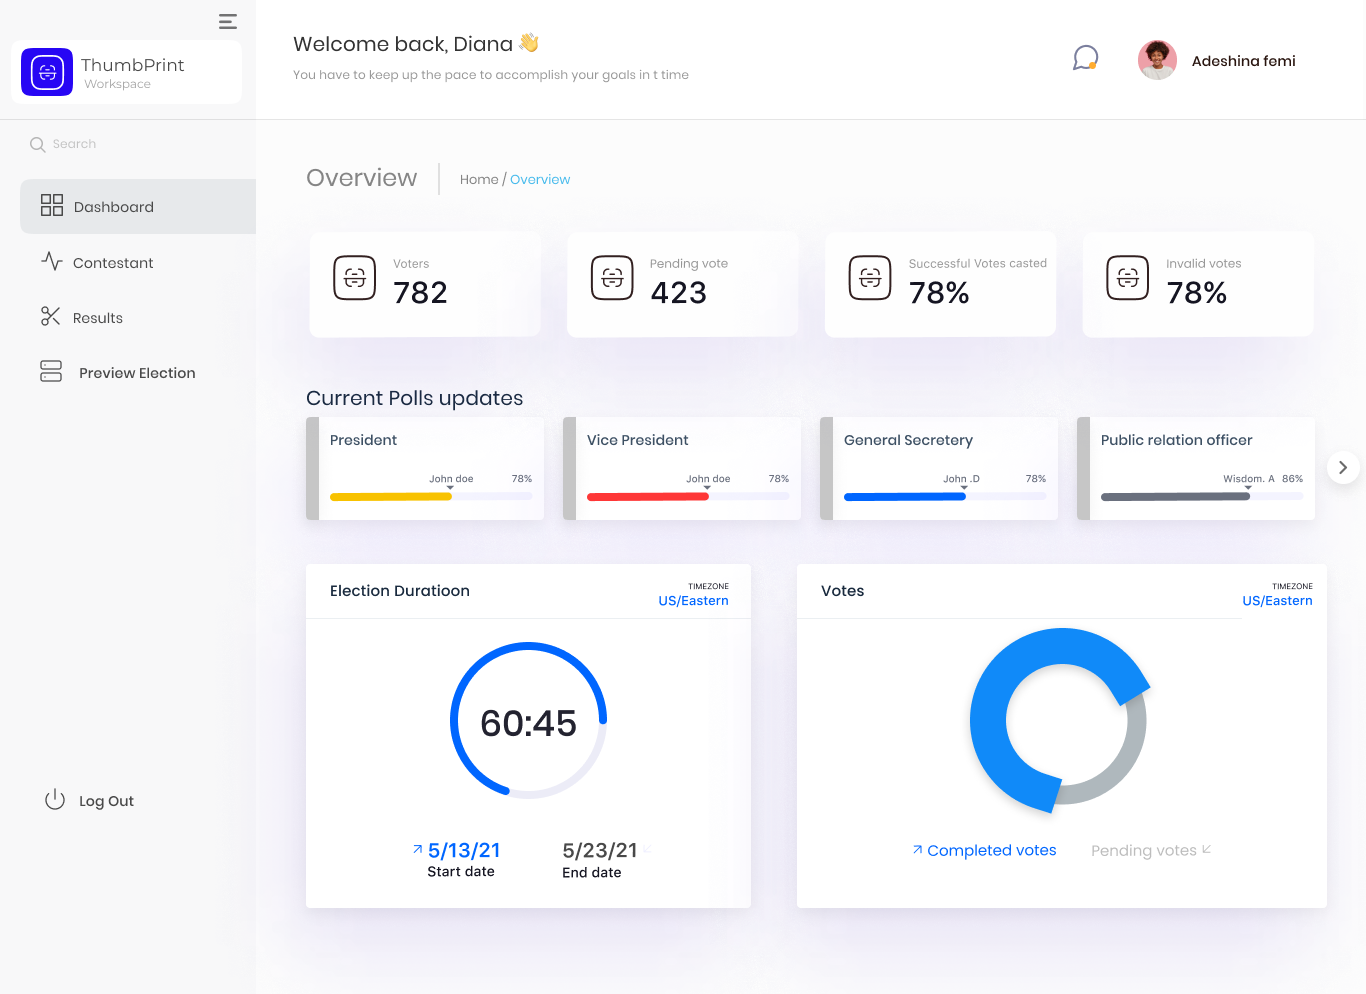 ThumbPrint
Workspace
Search
Dashboard
Contestant
Results
Preview Election
Log Out
Welcome back, Diana 👋
You have to keep up the pace to accomplish your goals in t time
Adeshina femi
Overview
Home / Overview
Voters
782
Pending vote
423
Successful Votes casted
78%
Invalid votes
78%
Current Polls updates
President
John doe 78%
Vice President
John doe 78%
General Secretery
John .D 78%
Public relation officer
Wisdom. A 86%
Election Duratioon
TIMEZONE
US/Eastern
60:45
5/13/21
Start date
5/23/21
End date
Votes
TIMEZONE
US/Eastern
Completed votes
Pending votes